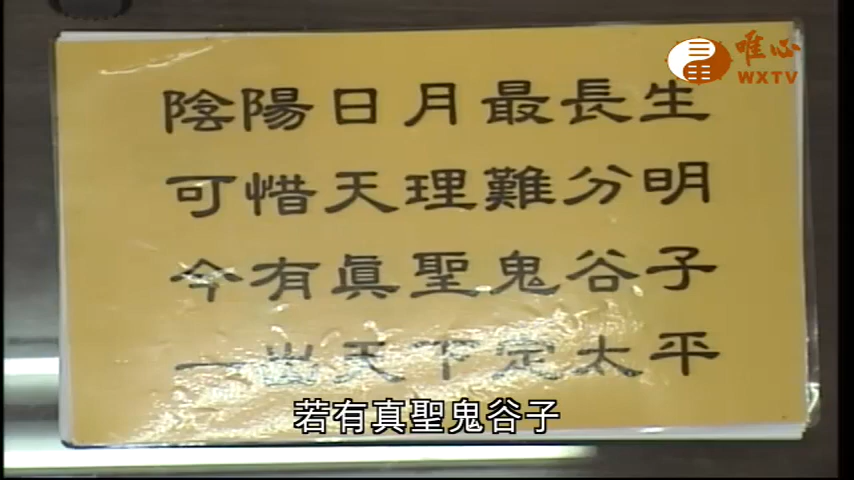 唯心
WXTV
陰陽日月最長生
可惜天理難分明
今有眞聖鬼谷子
一出天下定太平
若有真聖鬼谷子